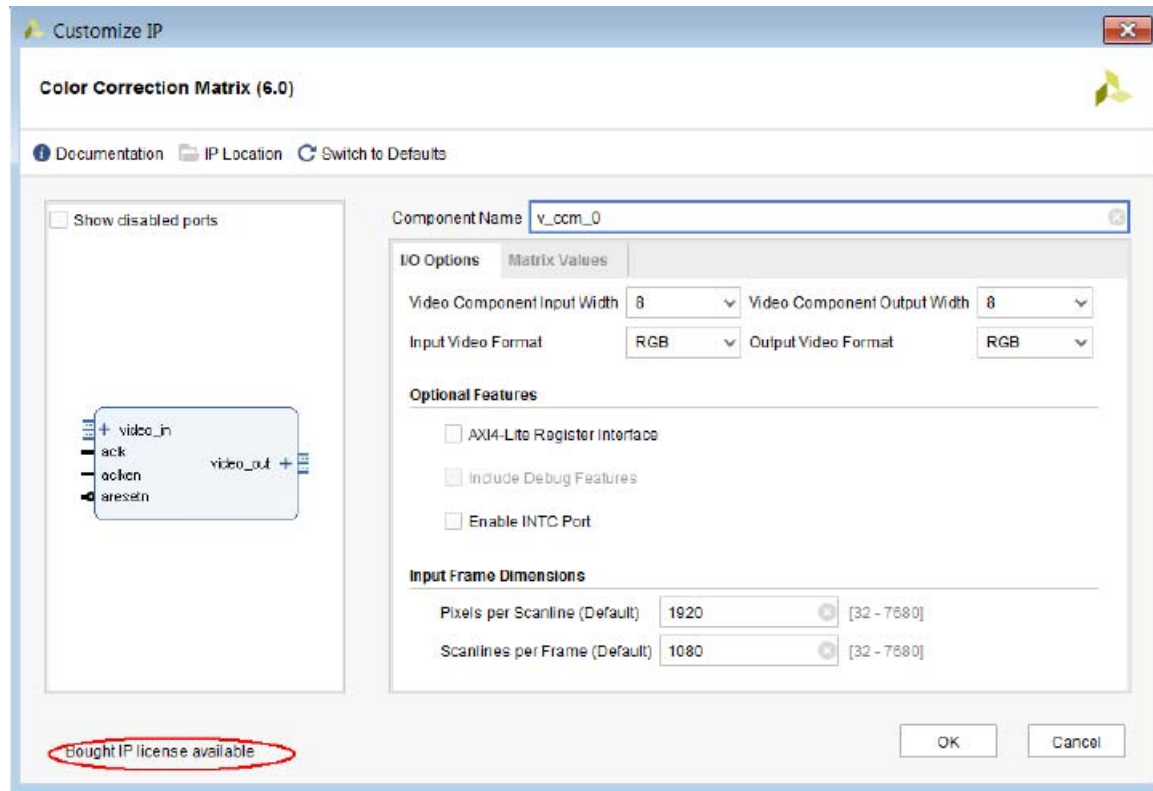 Customize IP
Color Correction Matrix (6.0)
Documentation IP Location Switch to Defaults
Show disabled ports
Component Name v_ccm_0
I/O Options Matrix Values
Video Component Input Width 8 Video Component Output Width 8
Input Video Format RGB Output Video Format RGB
Optional Features
AXI4-Lite Register Interface
Include Debug Features
Enable INTC Port
video_in
aclk
video_out
aclken
aresetn
Input Frame Dimensions
Pixels per Scanline (Default) 1920 [32 - 7680]
Scanlines per Frame (Default) 1080 [32 - 7680]
Bought IP license available
OK Cancel